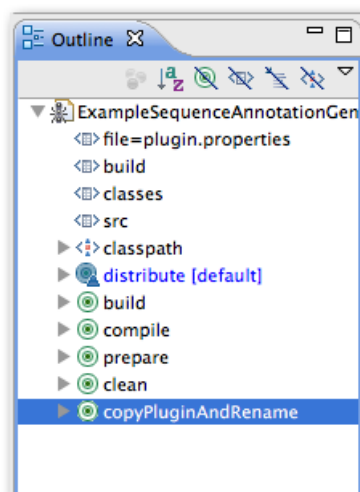 Outline
ExampleSequenceAnnotationGen
file=plugin.properties
build
classes
src
classpath
distribute [default]
build
compile
prepare
clean
copyPluginAndRename